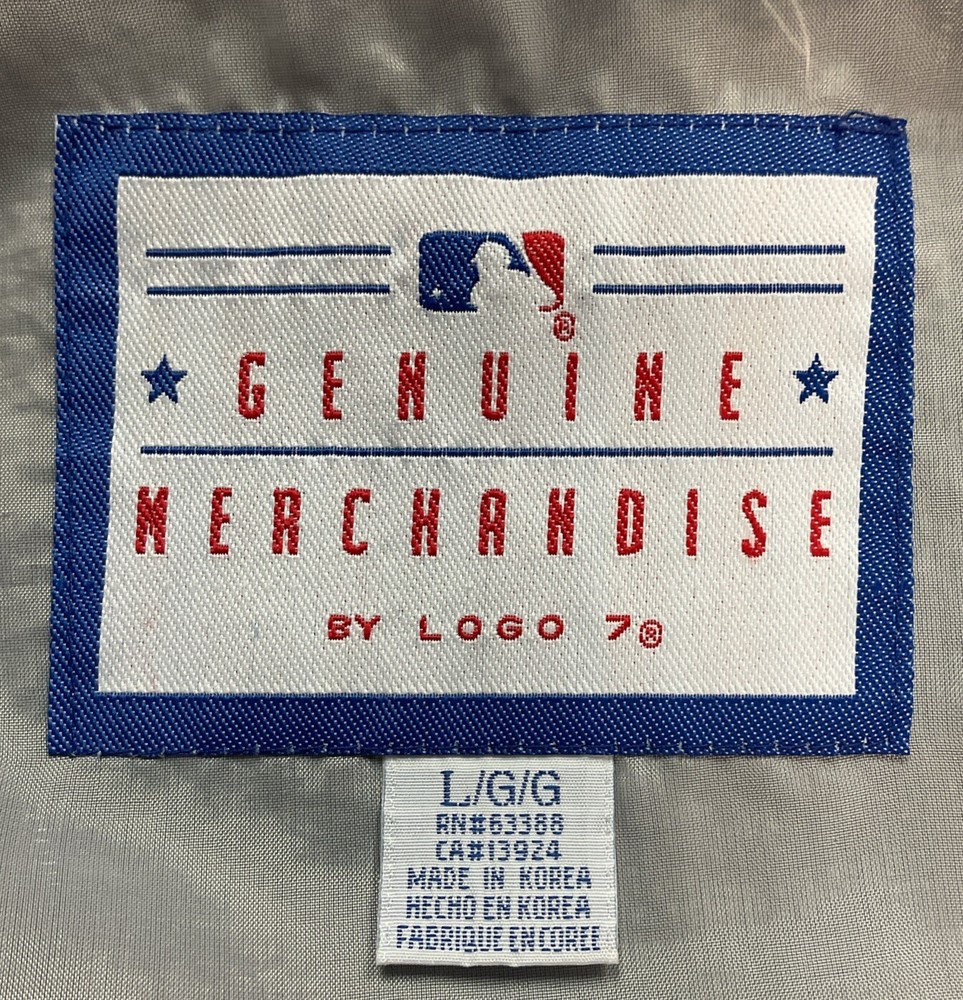 ®
GENUINE
MERCHANDISE
BY LOGO 7®
L/G/G
RN#63388
CA#13924
MADE IN KOREA
HECHO EN KOREA
FABRIQUE EN COREE